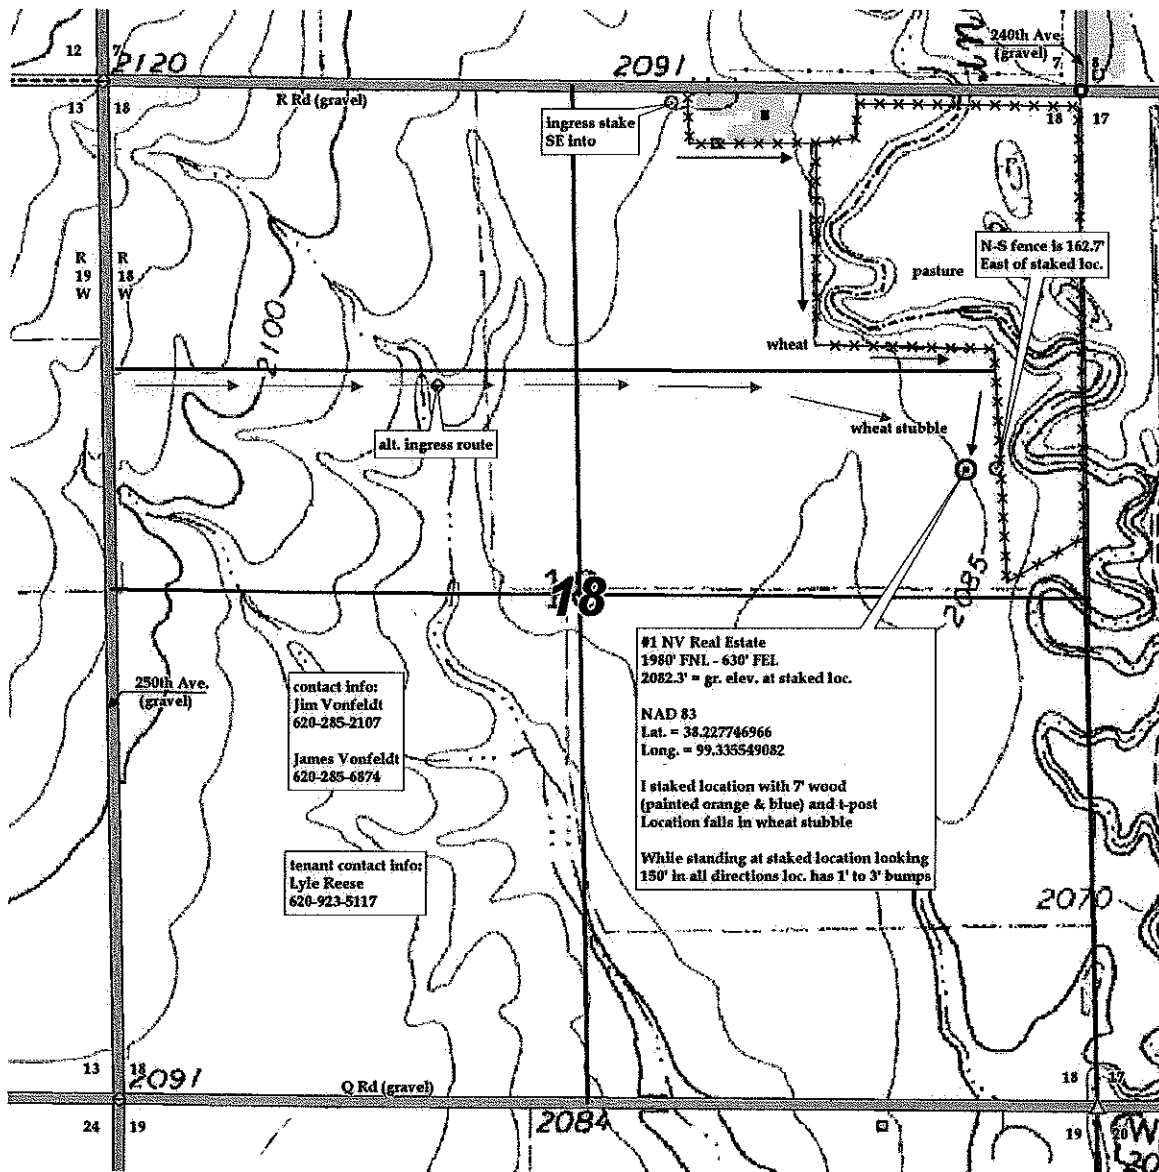 12 7
2120
2091
240th Ave
(gravel)
7 8
13 18
R Rd (gravel)
ingress stake
SE into
18 17
R R
19 18
W W
N-S fence is 162.7'
East of staked loc.
pasture
2100
wheat
alt. ingress route
wheat stubble
2085
18
#1 NV Real Estate
1980' FNL - 630' FEL
2082.3' = gr. elev. at staked loc.
NAD 83
Lat. = 38.227746966
Long. = 99.335549082
I staked location with 7' wood
(painted orange & blue) and t-post
Location falls in wheat stubble
While standing at staked location looking
150' in all directions loc. has 1' to 3' bumps
250th Ave.
(gravel)
contact info:
Jim Vonfeldt
620-285-2107
James Vonfeldt
620-285-6874
tenant contact info:
Lyle Reese
620-923-5117
2070
13 18
2091
Q Rd (gravel)
18 17
24 19
2084
19 20
W